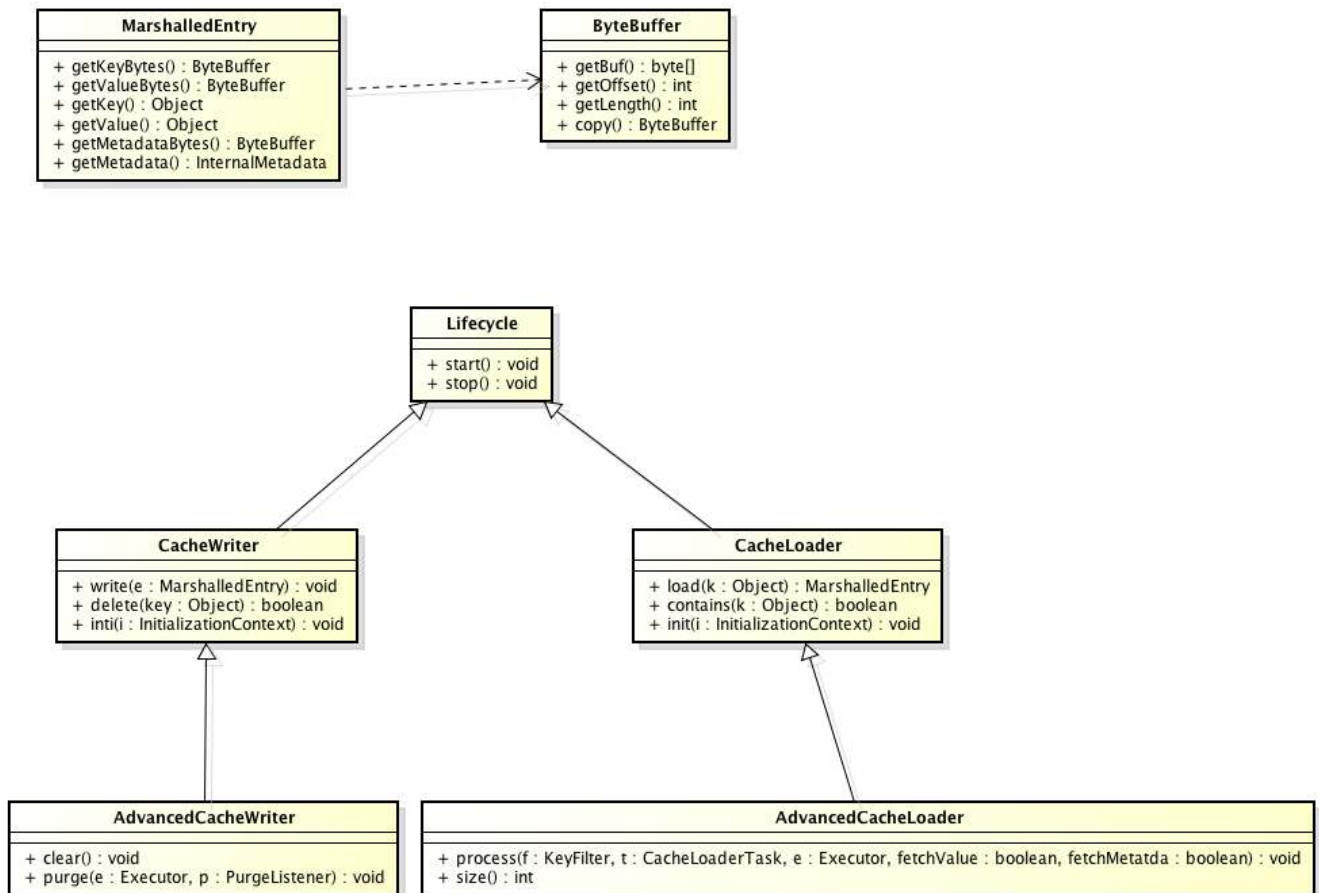 MarshalledEntry
+ getKeyBytes() : ByteBuffer
+ getValueBytes() : ByteBuffer
+ getKey() : Object
+ getValue() : Object
+ getMetadataBytes() : ByteBuffer
+ getMetadata() : InternalMetadata
ByteBuffer
+ getBuf() : byte[]
+ getOffset() : int
+ getLength() : int
+ copy() : ByteBuffer
Lifecycle
+ start() : void
+ stop() : void
CacheWriter
+ write(e : MarshalledEntry) : void
+ delete(key : Object) : boolean
+ inti(i : InitializationContext) : void
CacheLoader
+ load(k : Object) : MarshalledEntry
+ contains(k : Object) : boolean
+ init(i : InitializationContext) : void
AdvancedCacheWriter
+ clear() : void
+ purge(e : Executor, p : PurgeListener) : void
AdvancedCacheLoader
+ process(f : KeyFilter, t : CacheLoaderTask, e : Executor, fetchValue : boolean, fetchMetatda : boolean) : void
+ size() : int